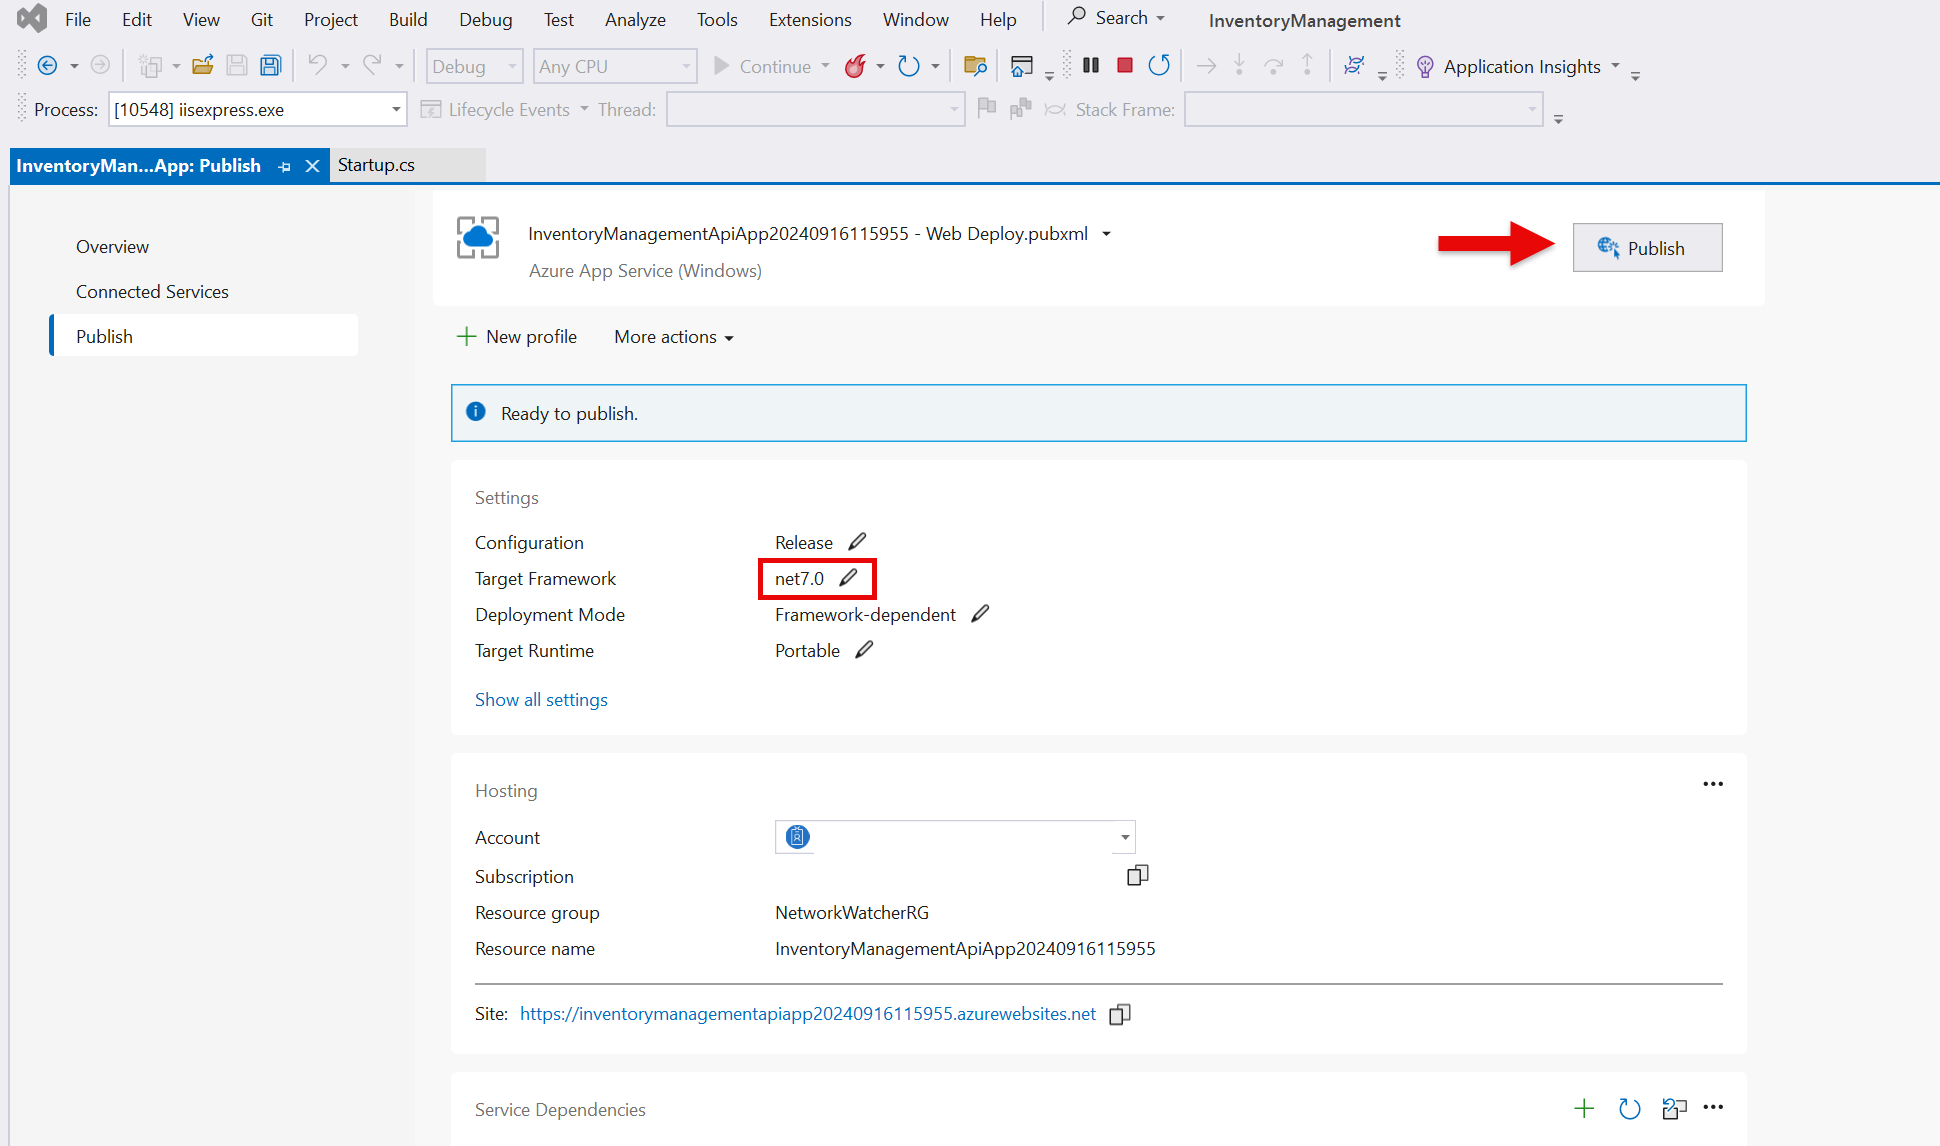 File Edit View Git Project Build Debug Test Analyze Tools Extensions Window Help Search InventoryManagement
Debug Any CPU Continue Application Insights
Process: [10548] iisexpress.exe Lifecycle Events Thread: Stack Frame:
InventoryMan...App: Publish Startup.cs
Overview
Connected Services
Publish
InventoryManagementApiApp20240916115955 - Web Deploy.pubxml
Azure App Service (Windows)
Publish
New profile More actions
Ready to publish.
Settings
Configuration Release
Target Framework net7.0
Deployment Mode Framework-dependent
Target Runtime Portable
Show all settings
Hosting
Account
Subscription
Resource group NetworkWatcherRG
Resource name InventoryManagementApiApp20240916115955
Site: https://inventorymanagementapiapp20240916115955.azurewebsites.net
Service Dependencies